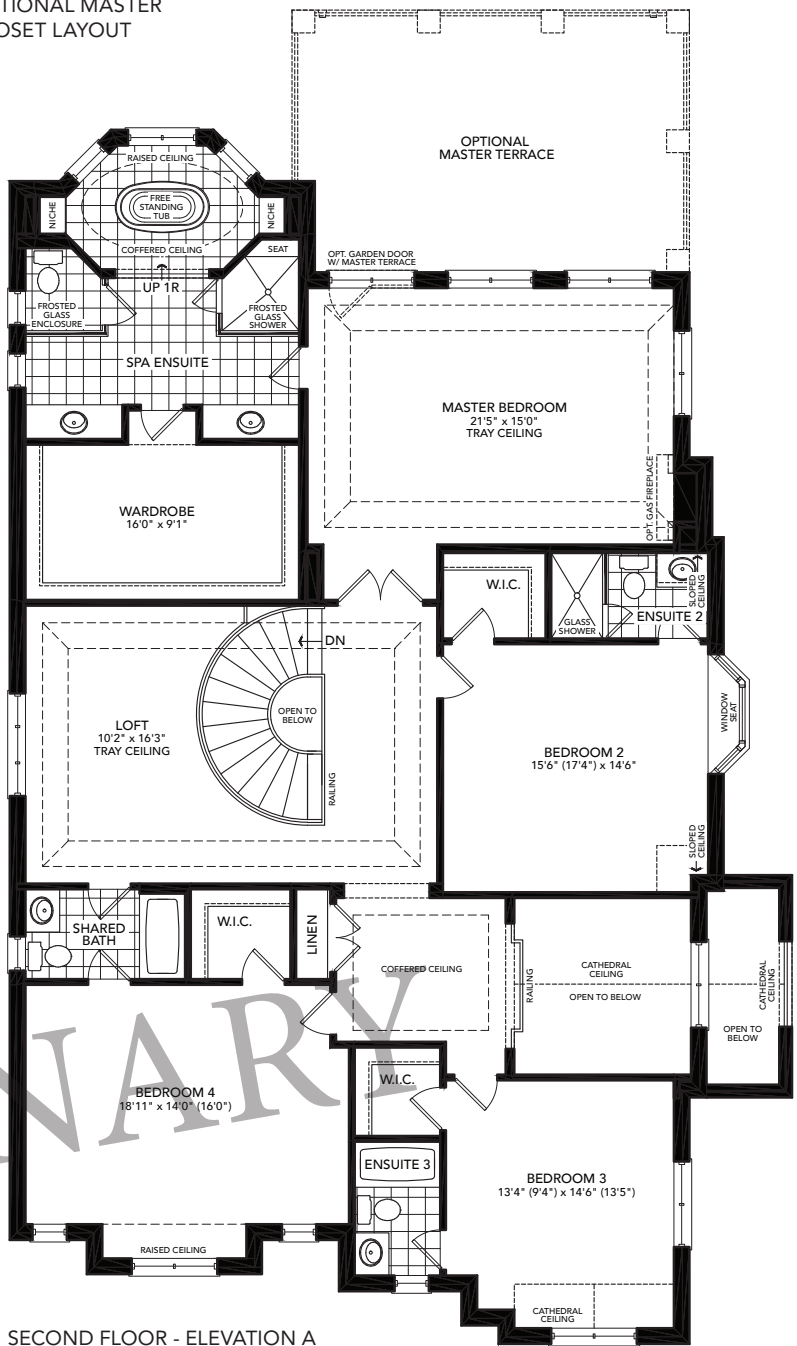 TIONAL MASTER
OSET LAYOUT
OPTIONAL
MASTER TERRACE
RAISED CEILING
NICHE
FREE
STANDING
TUB
NICHE
COFFERED CEILING
SEAT
OPT. GARDEN DOOR
W/ MASTER TERRACE
UP 1R
FROSTED
GLASS
ENCLOSURE
FROSTED
GLASS
SHOWER
SPA ENSUITE
MASTER BEDROOM
21'5" x 15'0"
TRAY CEILING
OPT. GAS FIREPLACE
WARDROBE
16'0" x 9'1"
W.I.C.
GLASS
SHOWER
ENSUITE 2
SLOPED
CEILING
DN
OPEN TO
BELOW
RAILING
LOFT
10'2" x 16'3"
TRAY CEILING
WINDOW
SEAT
BEDROOM 2
15'6" (17'4") x 14'6"
SLOPED
CEILING
SHARED
BATH
W.I.C.
LINEN
COFFERED CEILING
RAILING
CATHEDRAL
CEILING
OPEN TO BELOW
CATHEDRAL
CEILING
OPEN TO
BELOW
NARY
BEDROOM 4
18'11" x 14'0" (16'0")
W.I.C.
ENSUITE 3
BEDROOM 3
13'4" (9'4") x 14'6" (13'5")
RAISED CEILING
CATHEDRAL
CEILING
SECOND FLOOR - ELEVATION A